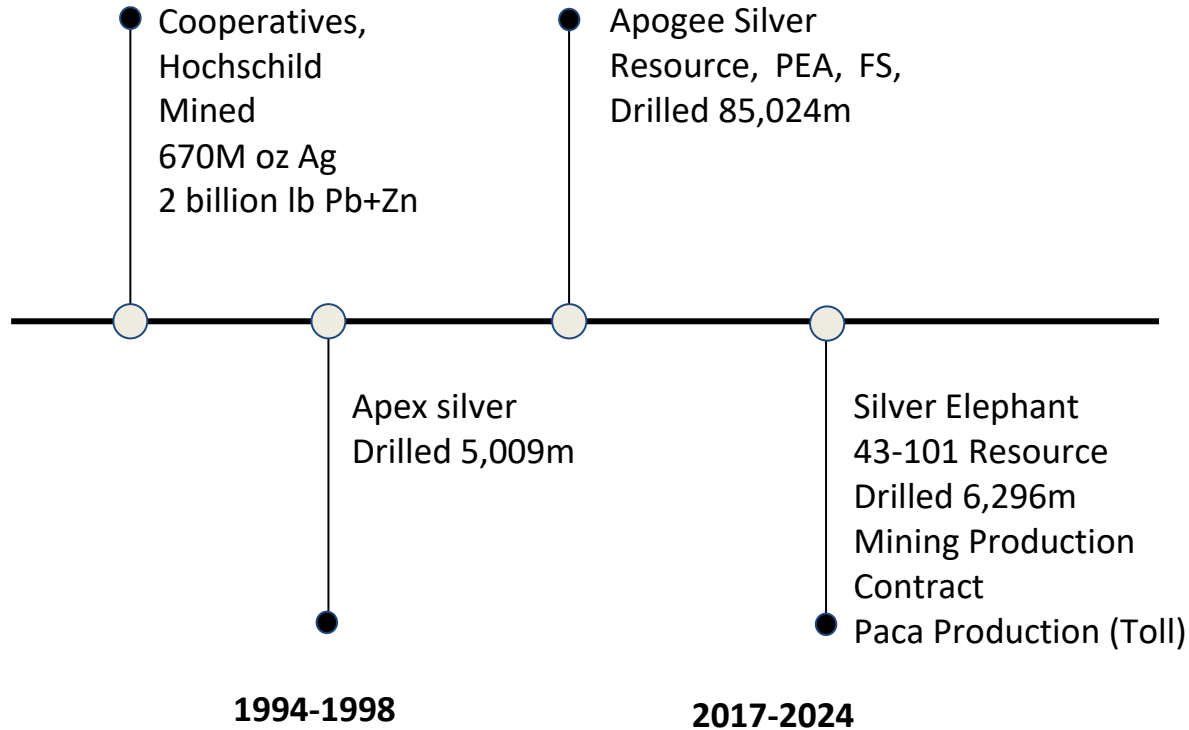 Cooperatives,
Hochschild
Mined
670M oz Ag
2 billion lb Pb+Zn
Apogee Silver
Resource, PEA, FS,
Drilled 85,024m
Apex silver
Drilled 5,009m
Silver Elephant
43-101 Resource
Drilled 6,296m
Mining Production
Contract
Paca Production (Toll)
1994-1998
2017-2024